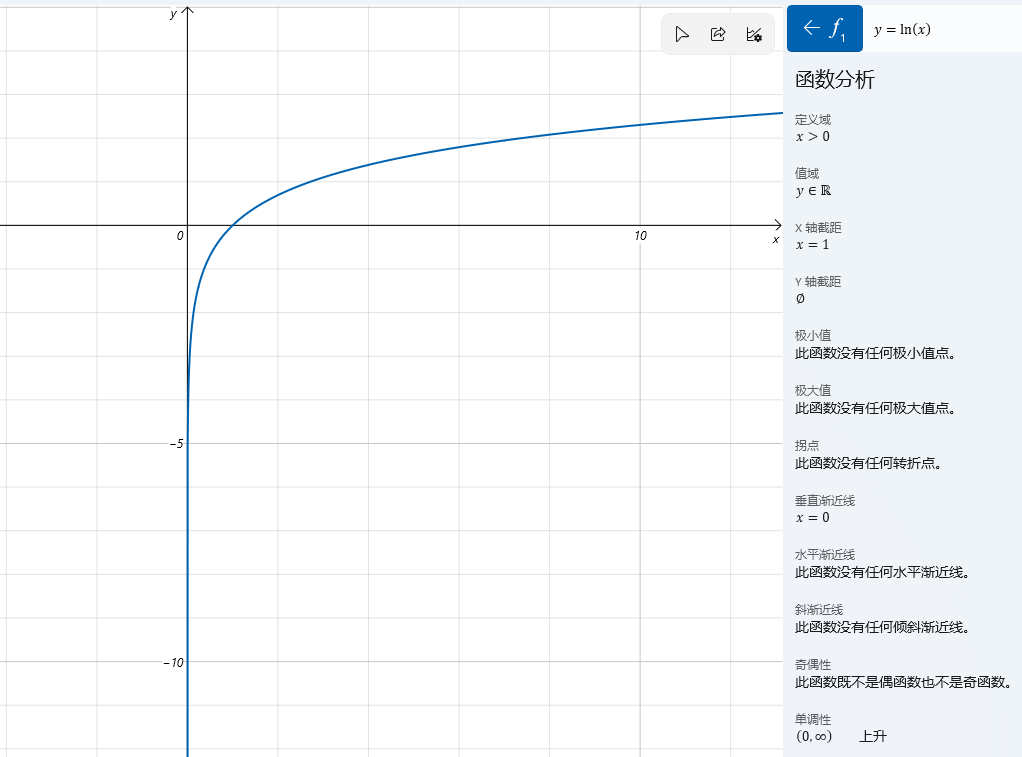 y
0
10
x
−5
−10
← f₁ y = ln(x)
函数分析
定义域
x > 0
值域
y ∈ ℝ
X 轴截距
x = 1
Y 轴截距
∅
极小值
此函数没有任何极小值点。
极大值
此函数没有任何极大值点。
拐点
此函数没有任何转折点。
垂直渐近线
x = 0
水平渐近线
此函数没有任何水平渐近线。
斜渐近线
此函数没有任何倾斜渐近线。
奇偶性
此函数既不是偶函数也不是奇函数。
单调性
(0, ∞) 上升